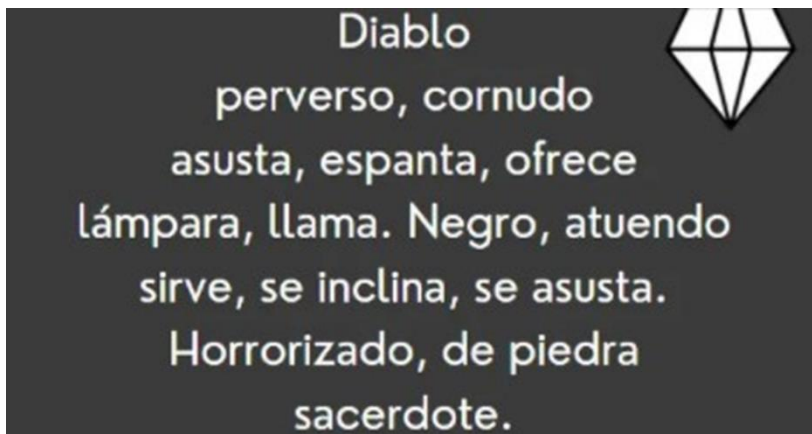 Diablo
perverso, cornudo
asusta, espanta, ofrece
lámpara, llama. Negro, atuendo
sirve, se inclina, se asusta.
Horrorizado, de piedra
sacerdote.